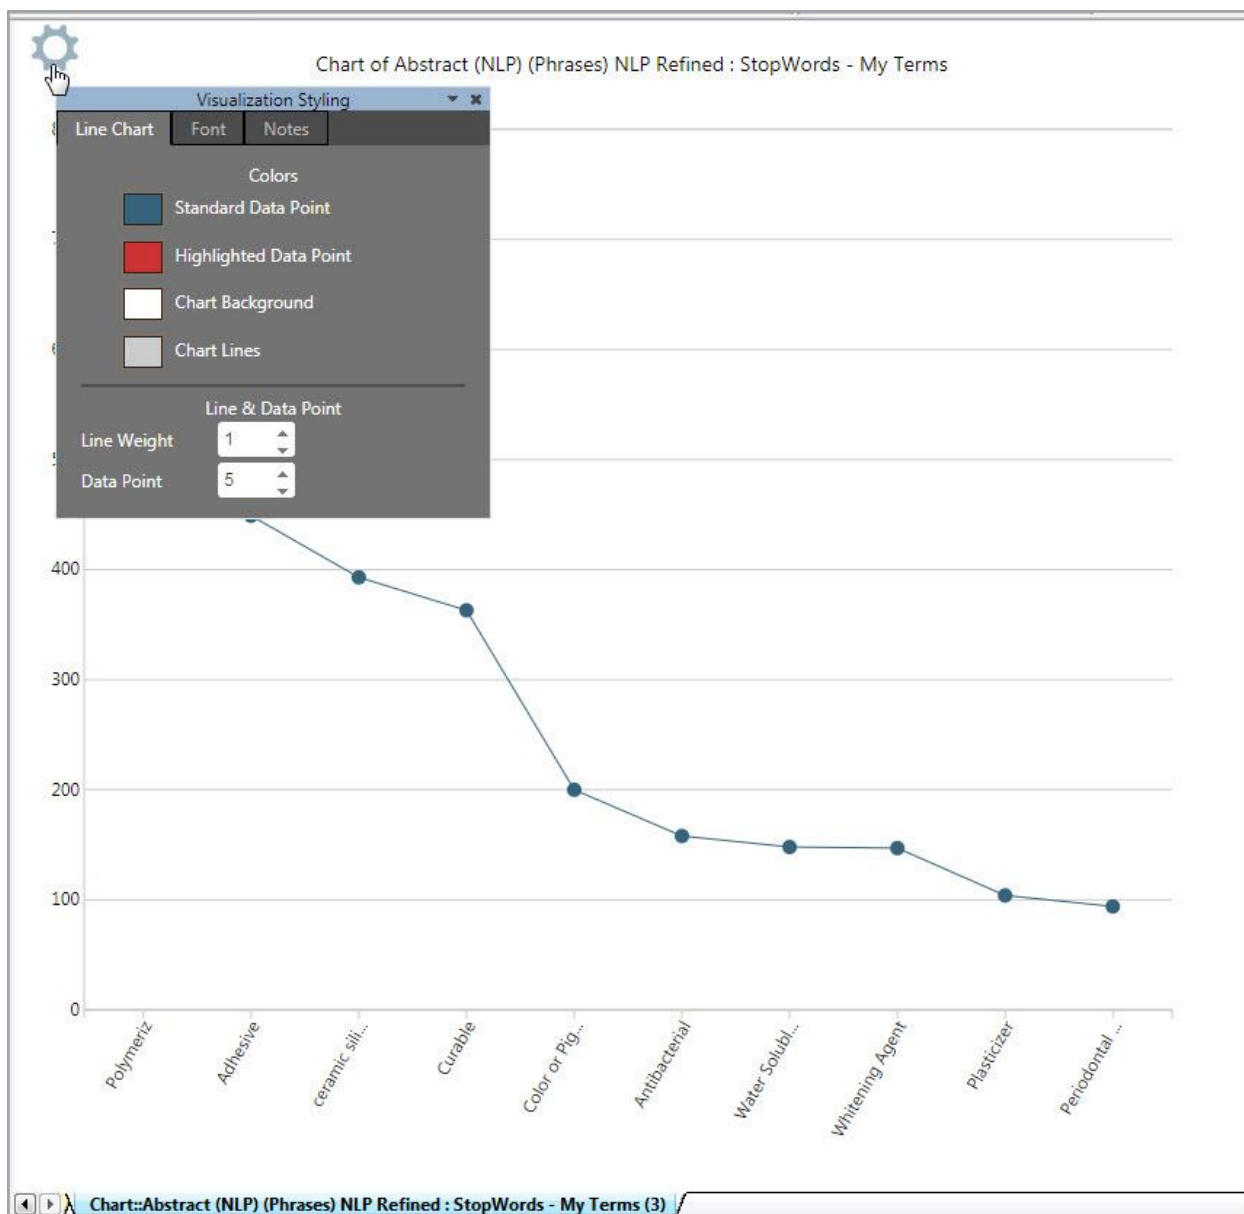 Chart of Abstract (NLP) (Phrases) NLP Refined : StopWords - My Terms
Visualization Styling
Line Chart Font Notes
Colors
Standard Data Point
Highlighted Data Point
Chart Background
Chart Lines
Line & Data Point
Line Weight 1
Data Point 5
400
300
200
100
0
Polymeriz
Adhesive
ceramic sili...
Curable
Color or Pig...
Antibacterial
Water Solubl...
Whitening Agent
Plasticizer
Periodontal ...
Chart::Abstract (NLP) (Phrases) NLP Refined : StopWords - My Terms (3)